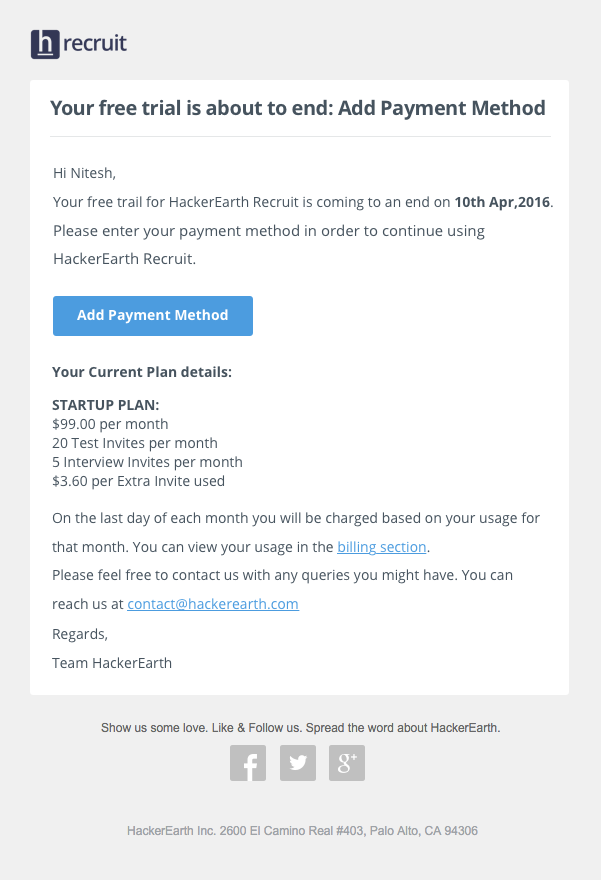 h recruit
Your free trial is about to end: Add Payment Method
Hi Nitesh,
Your free trail for HackerEarth Recruit is coming to an end on 10th Apr,2016.
Please enter your payment method in order to continue using
HackerEarth Recruit.
Add Payment Method
Your Current Plan details:
STARTUP PLAN:
$99.00 per month
20 Test Invites per month
5 Interview Invites per month
$3.60 per Extra Invite used
On the last day of each month you will be charged based on your usage for
that month. You can view your usage in the billing section.
Please feel free to contact us with any queries you might have. You can
reach us at contact@hackerearth.com
Regards,
Team HackerEarth
Show us some love. Like & Follow us. Spread the word about HackerEarth.
f g+
HackerEarth Inc. 2600 El Camino Real #403, Palo Alto, CA 94306